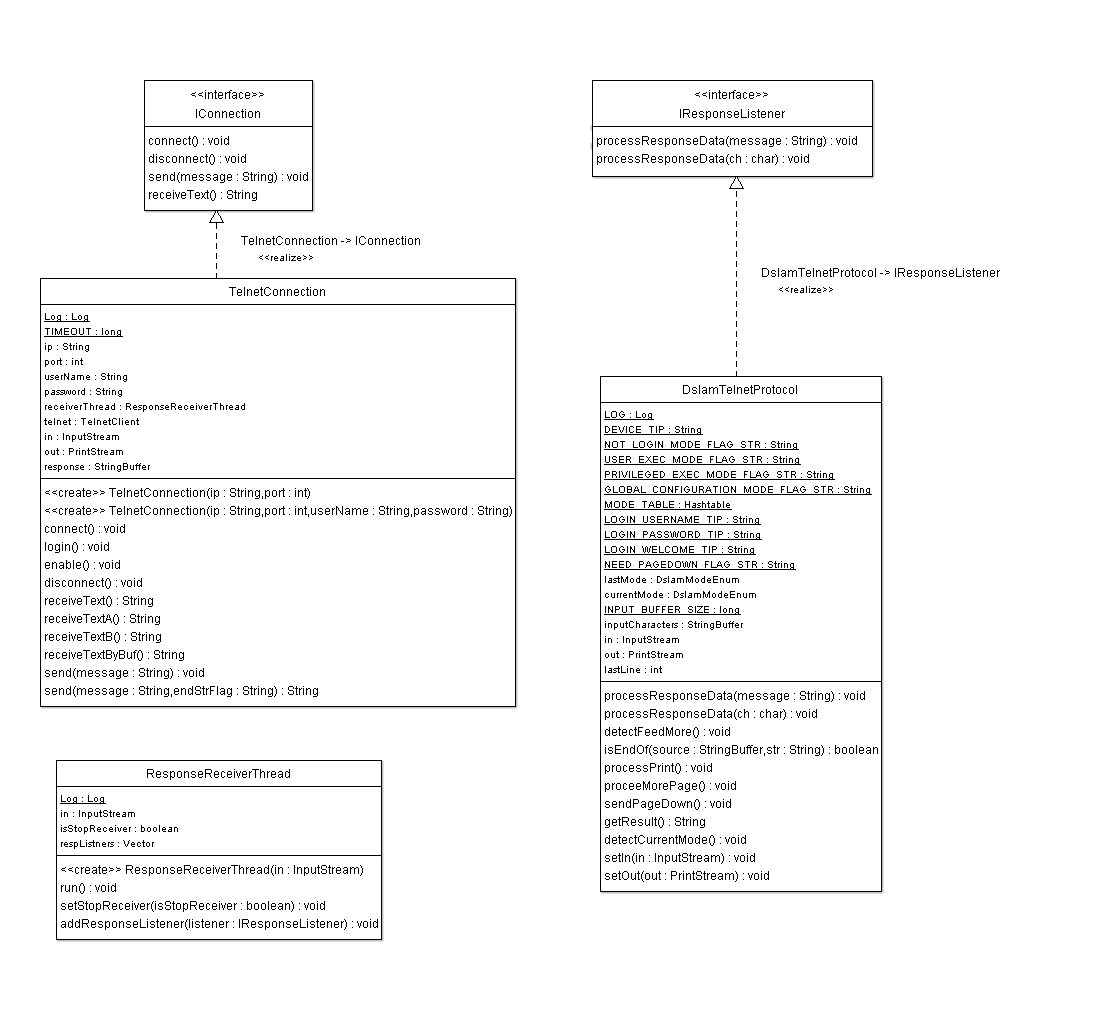 <<interface>>
IConnection
connect() : void
disconnect() : void
send(message : String) : void
receiveText() : String
TelnetConnection -> IConnection
<<realize>>
TelnetConnection
Log : Log
TIMEOUT : long
ip : String
port : int
userName : String
password : String
receiverThread : ResponseReceiverThread
telnet : TelnetClient
in : InputStream
out : PrintStream
response : StringBuffer
<<create>> TelnetConnection(ip : String,port : int)
<<create>> TelnetConnection(ip : String,port : int,userName : String,password : String)
connect() : void
login() : void
enable() : void
disconnect() : void
receiveText() : String
receiveTextA() : String
receiveTextB() : String
receiveTextByBuf() : String
send(message : String) : void
send(message : String,endStrFlag : String) : String
ResponseReceiverThread
Log : Log
in : InputStream
isStopReceiver : boolean
respListners : Vector
<<create>> ResponseReceiverThread(in : InputStream)
run() : void
setStopReceiver(isStopReceiver : boolean) : void
addResponseListener(listener : IResponseListener) : void
<<interface>>
IResponseListener
processResponseData(message : String) : void
processResponseData(ch : char) : void
DslamTelnetProtocol -> IResponseListener
<<realize>>
DslamTelnetProtocol
LOG : Log
DEVICE_TIP : String
NOT_LOGIN_MODE_FLAG_STR : String
USER_EXEC_MODE_FLAG_STR : String
PRIVILEGED_EXEC_MODE_FLAG_STR : String
GLOBAL_CONFIGURATION_MODE_FLAG_STR : String
MODE_TABLE : Hashtable
LOGIN_USERNAME_TIP : String
LOGIN_PASSWORD_TIP : String
LOGIN_WELCOME_TIP : String
NEED_PAGEDOWN_FLAG_STR : String
lastMode : DslamModeEnum
currentMode : DslamModeEnum
INPUT_BUFFER_SIZE : long
inputCharacters : StringBuffer
in : InputStream
out : PrintStream
lastLine : int
processResponseData(message : String) : void
processResponseData(ch : char) : void
detectFeedMore() : void
isEndOf(source : StringBuffer,str : String) : boolean
processPrint() : void
proceeMorePage() : void
sendPageDown() : void
getResult() : String
detectCurrentMode() : void
setIn(in : InputStream) : void
setOut(out : PrintStream) : void